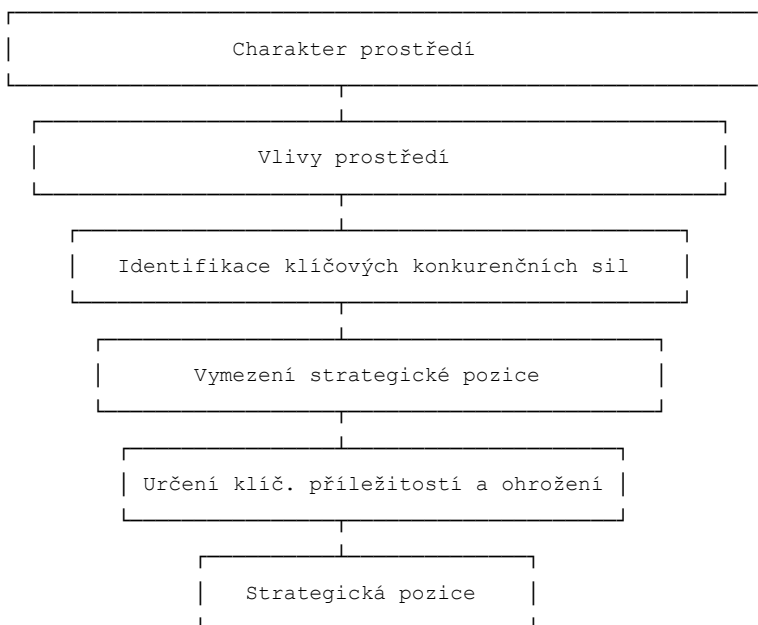 Charakter prostředí
Vlivy prostředí
Identifikace klíčových konkurenčních sil
Vymezení strategické pozice
Určení klíč. příležitostí a ohrožení
Strategická pozice